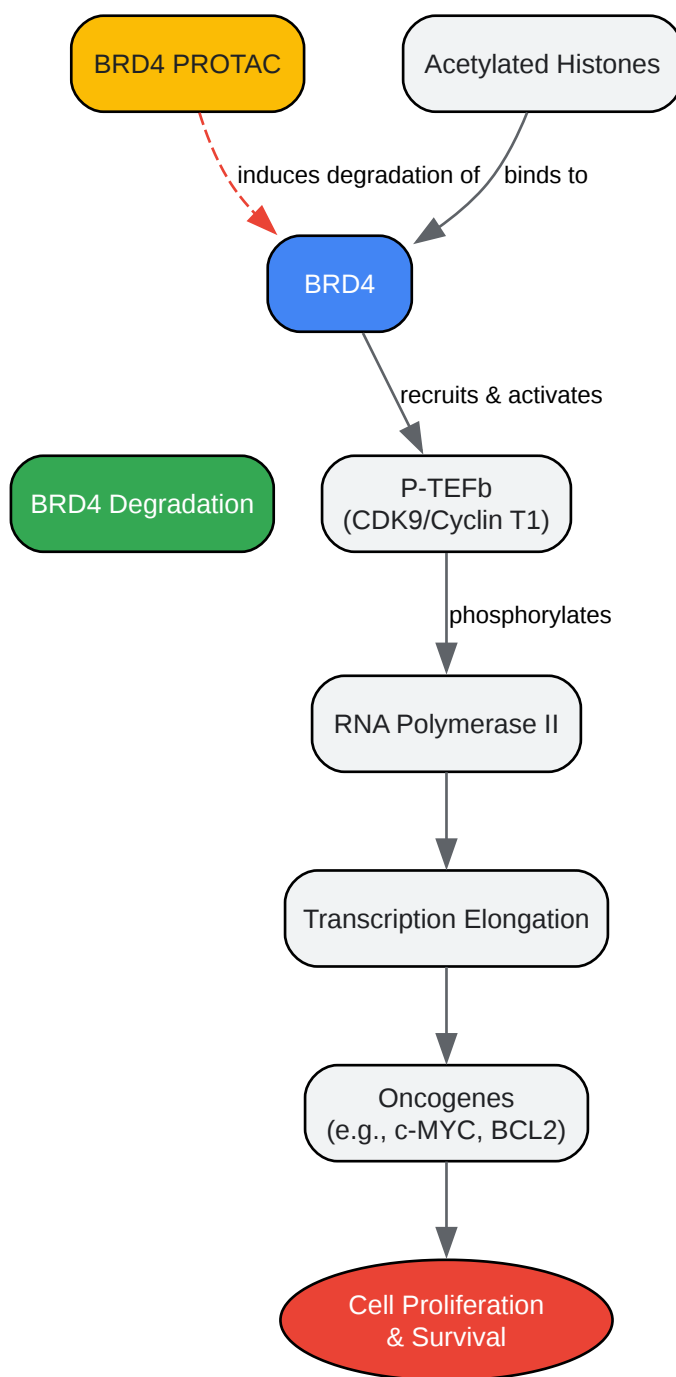 BRD4 PROTAC
Acetylated Histones
induces degradation of
binds to
BRD4
recruits & activates
BRD4 Degradation
P-TEFb
(CDK9/Cyclin T1)
phosphorylates
RNA Polymerase II
Transcription Elongation
Oncogenes
(e.g., c-MYC, BCL2)
Cell Proliferation
& Survival